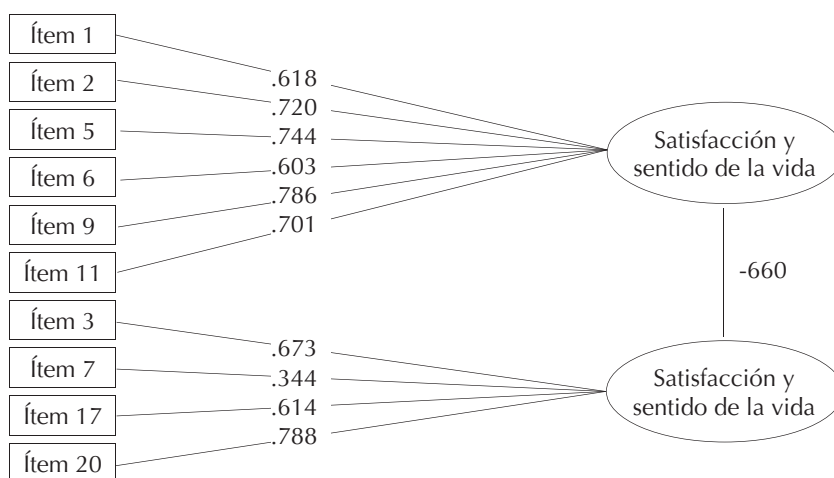 Ítem 1
Ítem 2
Ítem 5
Ítem 6
Ítem 9
Ítem 11
Ítem 3
Ítem 7
Ítem 17
Ítem 20
.618
.720
.744
.603
.786
.701
.673
.344
.614
.788
Satisfacción y
sentido de la vida
-660
Satisfacción y
sentido de la vida